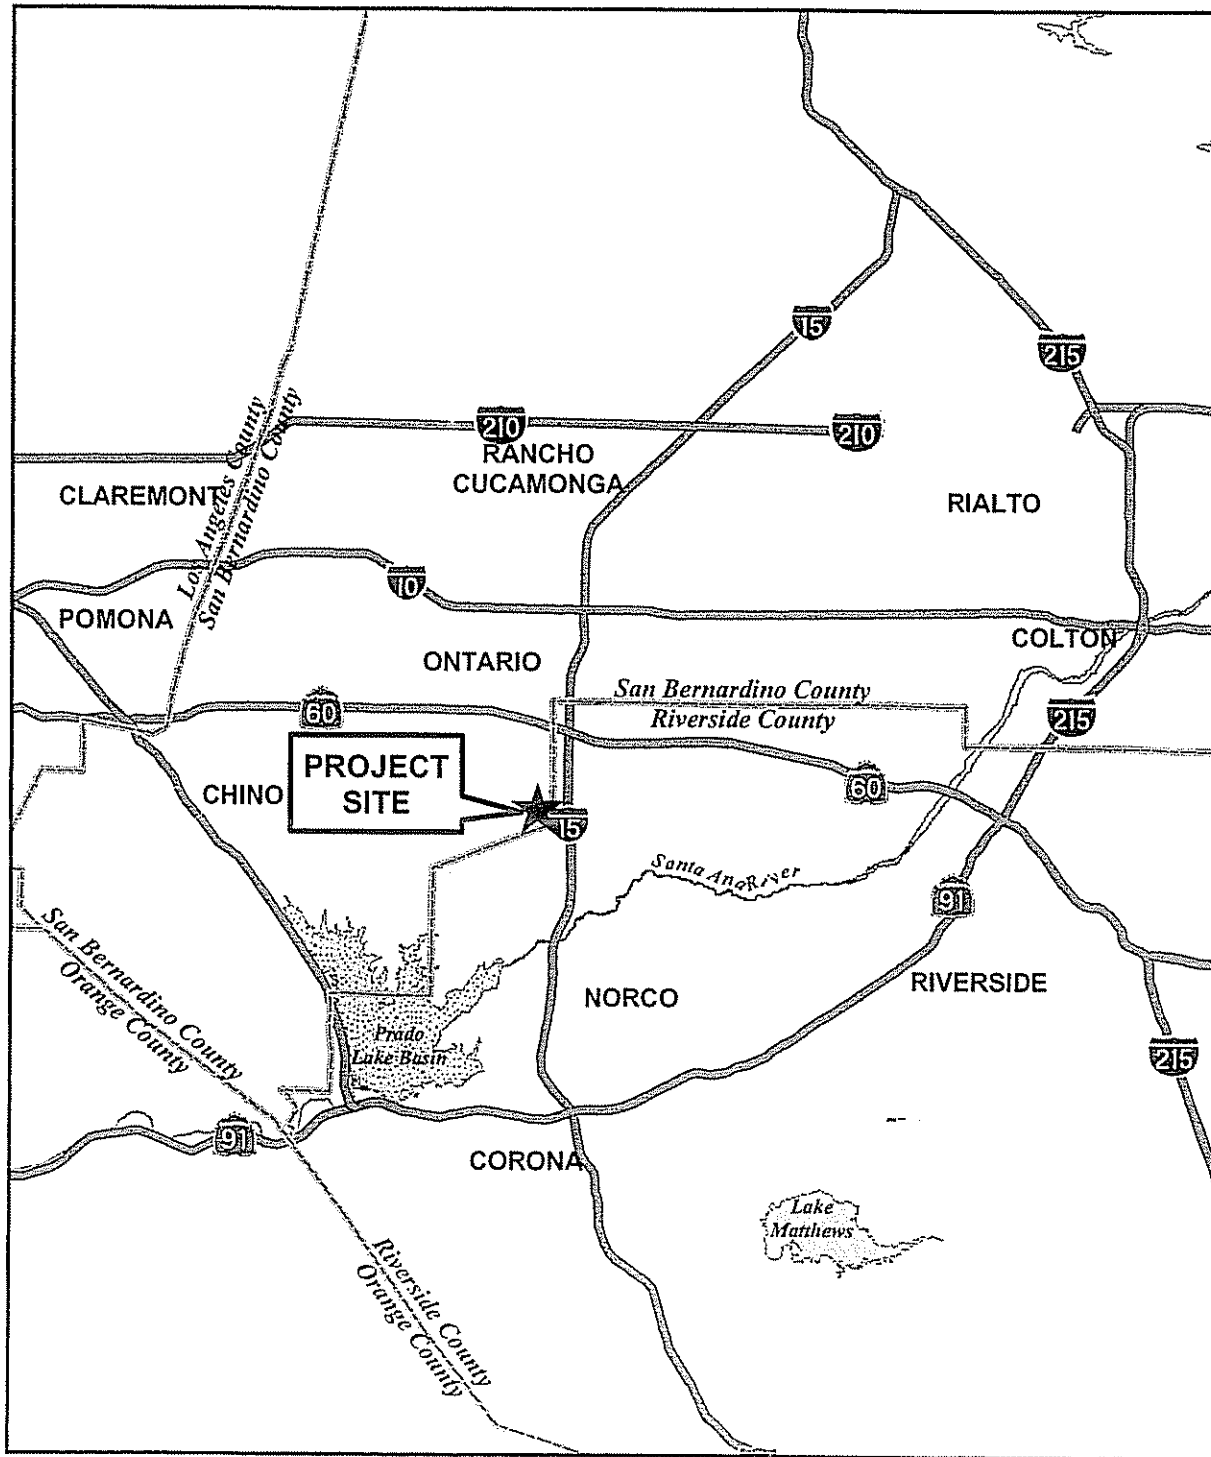 15
215
210
210
RANCHO
CUCAMONGA
CLAREMONT
Los Angeles County
San Bernardino County
RIALTO
10
POMONA
COLTON
ONTARIO
San Bernardino County
Riverside County
60
215
PROJECT
SITE
CHINO
60
15
Santa Ana River
91
San Bernardino County
Orange County
NORCO
RIVERSIDE
Prado
Lake Basin
215
91
CORONA
Lake
Matthews
Riverside County
Orange County